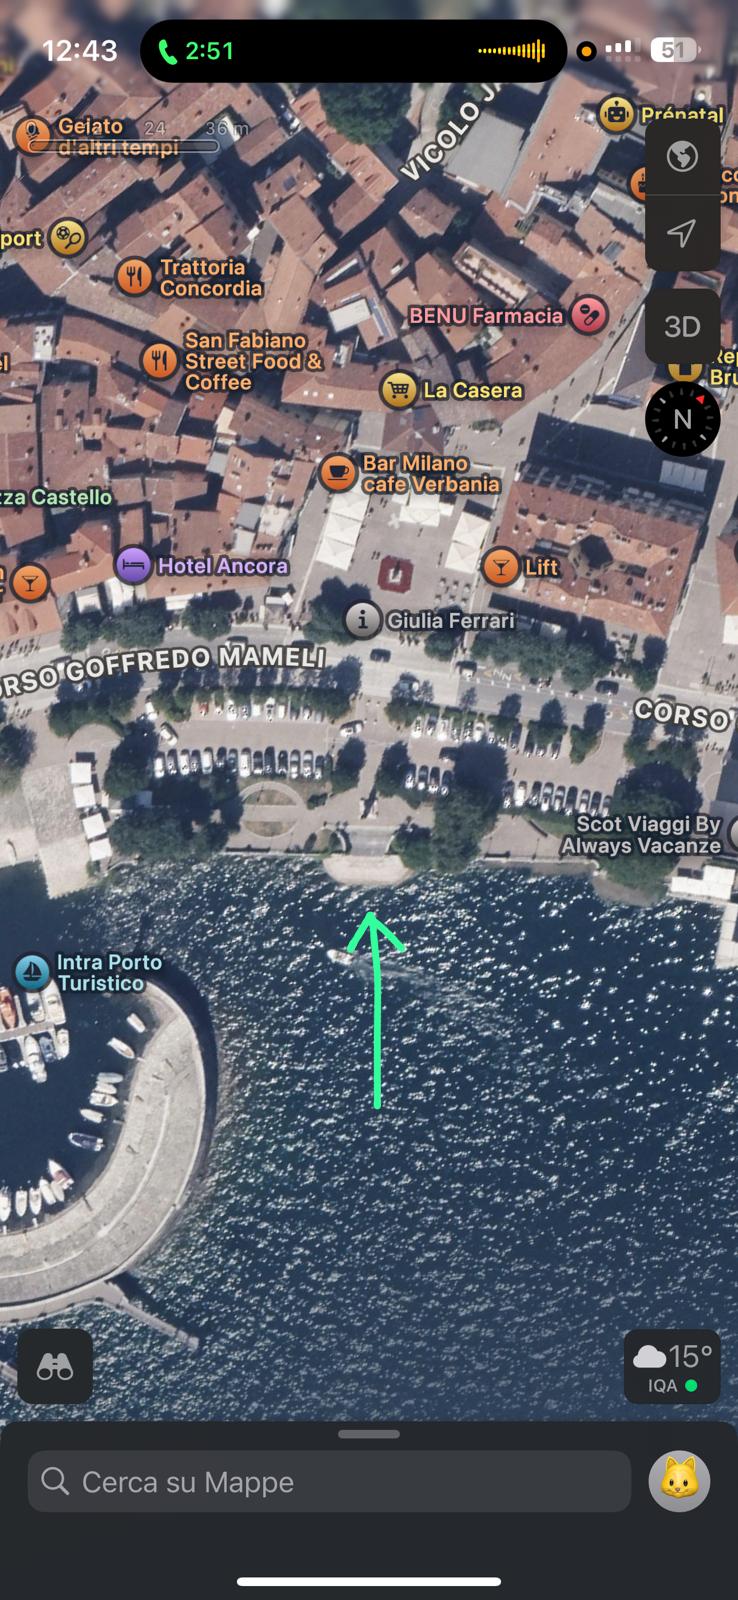 12:43
2:51
51
24
36 m
Gelato
d'altri tempi
VICOLO
Prénatal
port
Trattoria
Concordia
BENU Farmacia
3D
San Fabiano
Street Food &
Coffee
La Casera
N
Bar Milano
cafe Verbania
zza Castello
Hotel Ancora
Lift
Giulia Ferrari
ORSO GOFFREDO MAMELI
CORSO
Scot Viaggi By
Always Vacanze
Intra Porto
Turistico
15°
IQA
Cerca su Mappe